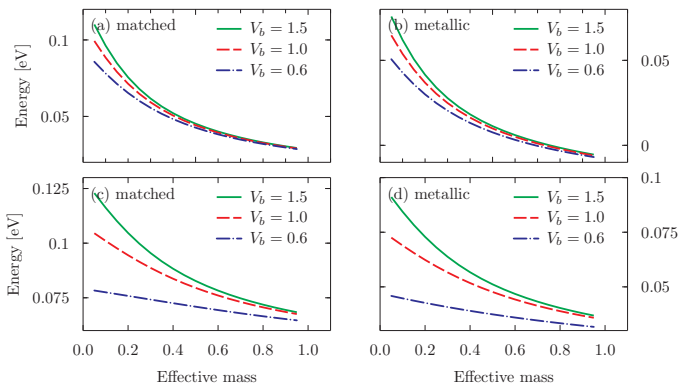 (a) matched
V_b = 1.5
V_b = 1.0
V_b = 0.6
0.1
0.05
Energy [eV]
(b) metallic
V_b = 1.5
V_b = 1.0
V_b = 0.6
0.05
0
(c) matched
V_b = 1.5
V_b = 1.0
V_b = 0.6
0.125
0.1
0.075
Energy [eV]
0.0 0.2 0.4 0.6 0.8 1.0
Effective mass
(d) metallic
V_b = 1.5
V_b = 1.0
V_b = 0.6
0.1
0.075
0.05
0.0 0.2 0.4 0.6 0.8 1.0
Effective mass